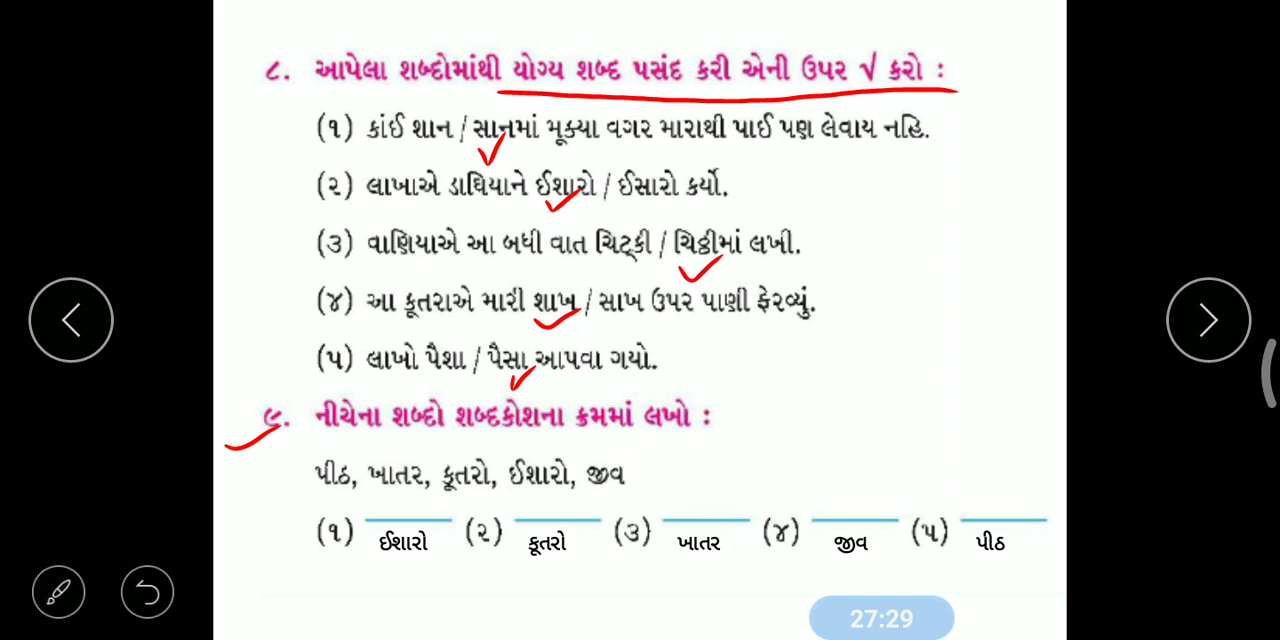 ૮. આપેલા શબ્દોમાંથી યોગ્ય શબ્દ પસંદ કરી એની ઉપર √ કરો :
(૧) કાંઈ શાન / સાનમાં મૂક્યા વગર મારાથી પાઈ પણ લેવાય નહિ.
(૨) લાખાએ ડાઘિયાને ઈશારો / ઈસારો કર્યો.
(૩) વાણિયાએ આ બધી વાત ચિટ્કી / ચિઠ્ઠીમાં લખી.
(૪) આ કૂતરાએ મારી શાખ / સાખ ઉપર પાણી ફેરવ્યું.
(૫) લાખો પૈશા / પૈસા આપવા ગયો.
૯. નીચેના શબ્દો શબ્દકોશના ક્રમમાં લખો :
પીઠ, ખાતર, કૂતરો, ઈશારો, જીવ
(૧) ઈશારો (૨) કૂતરો (૩) ખાતર (૪) જીવ (૫) પીઠ
27:29